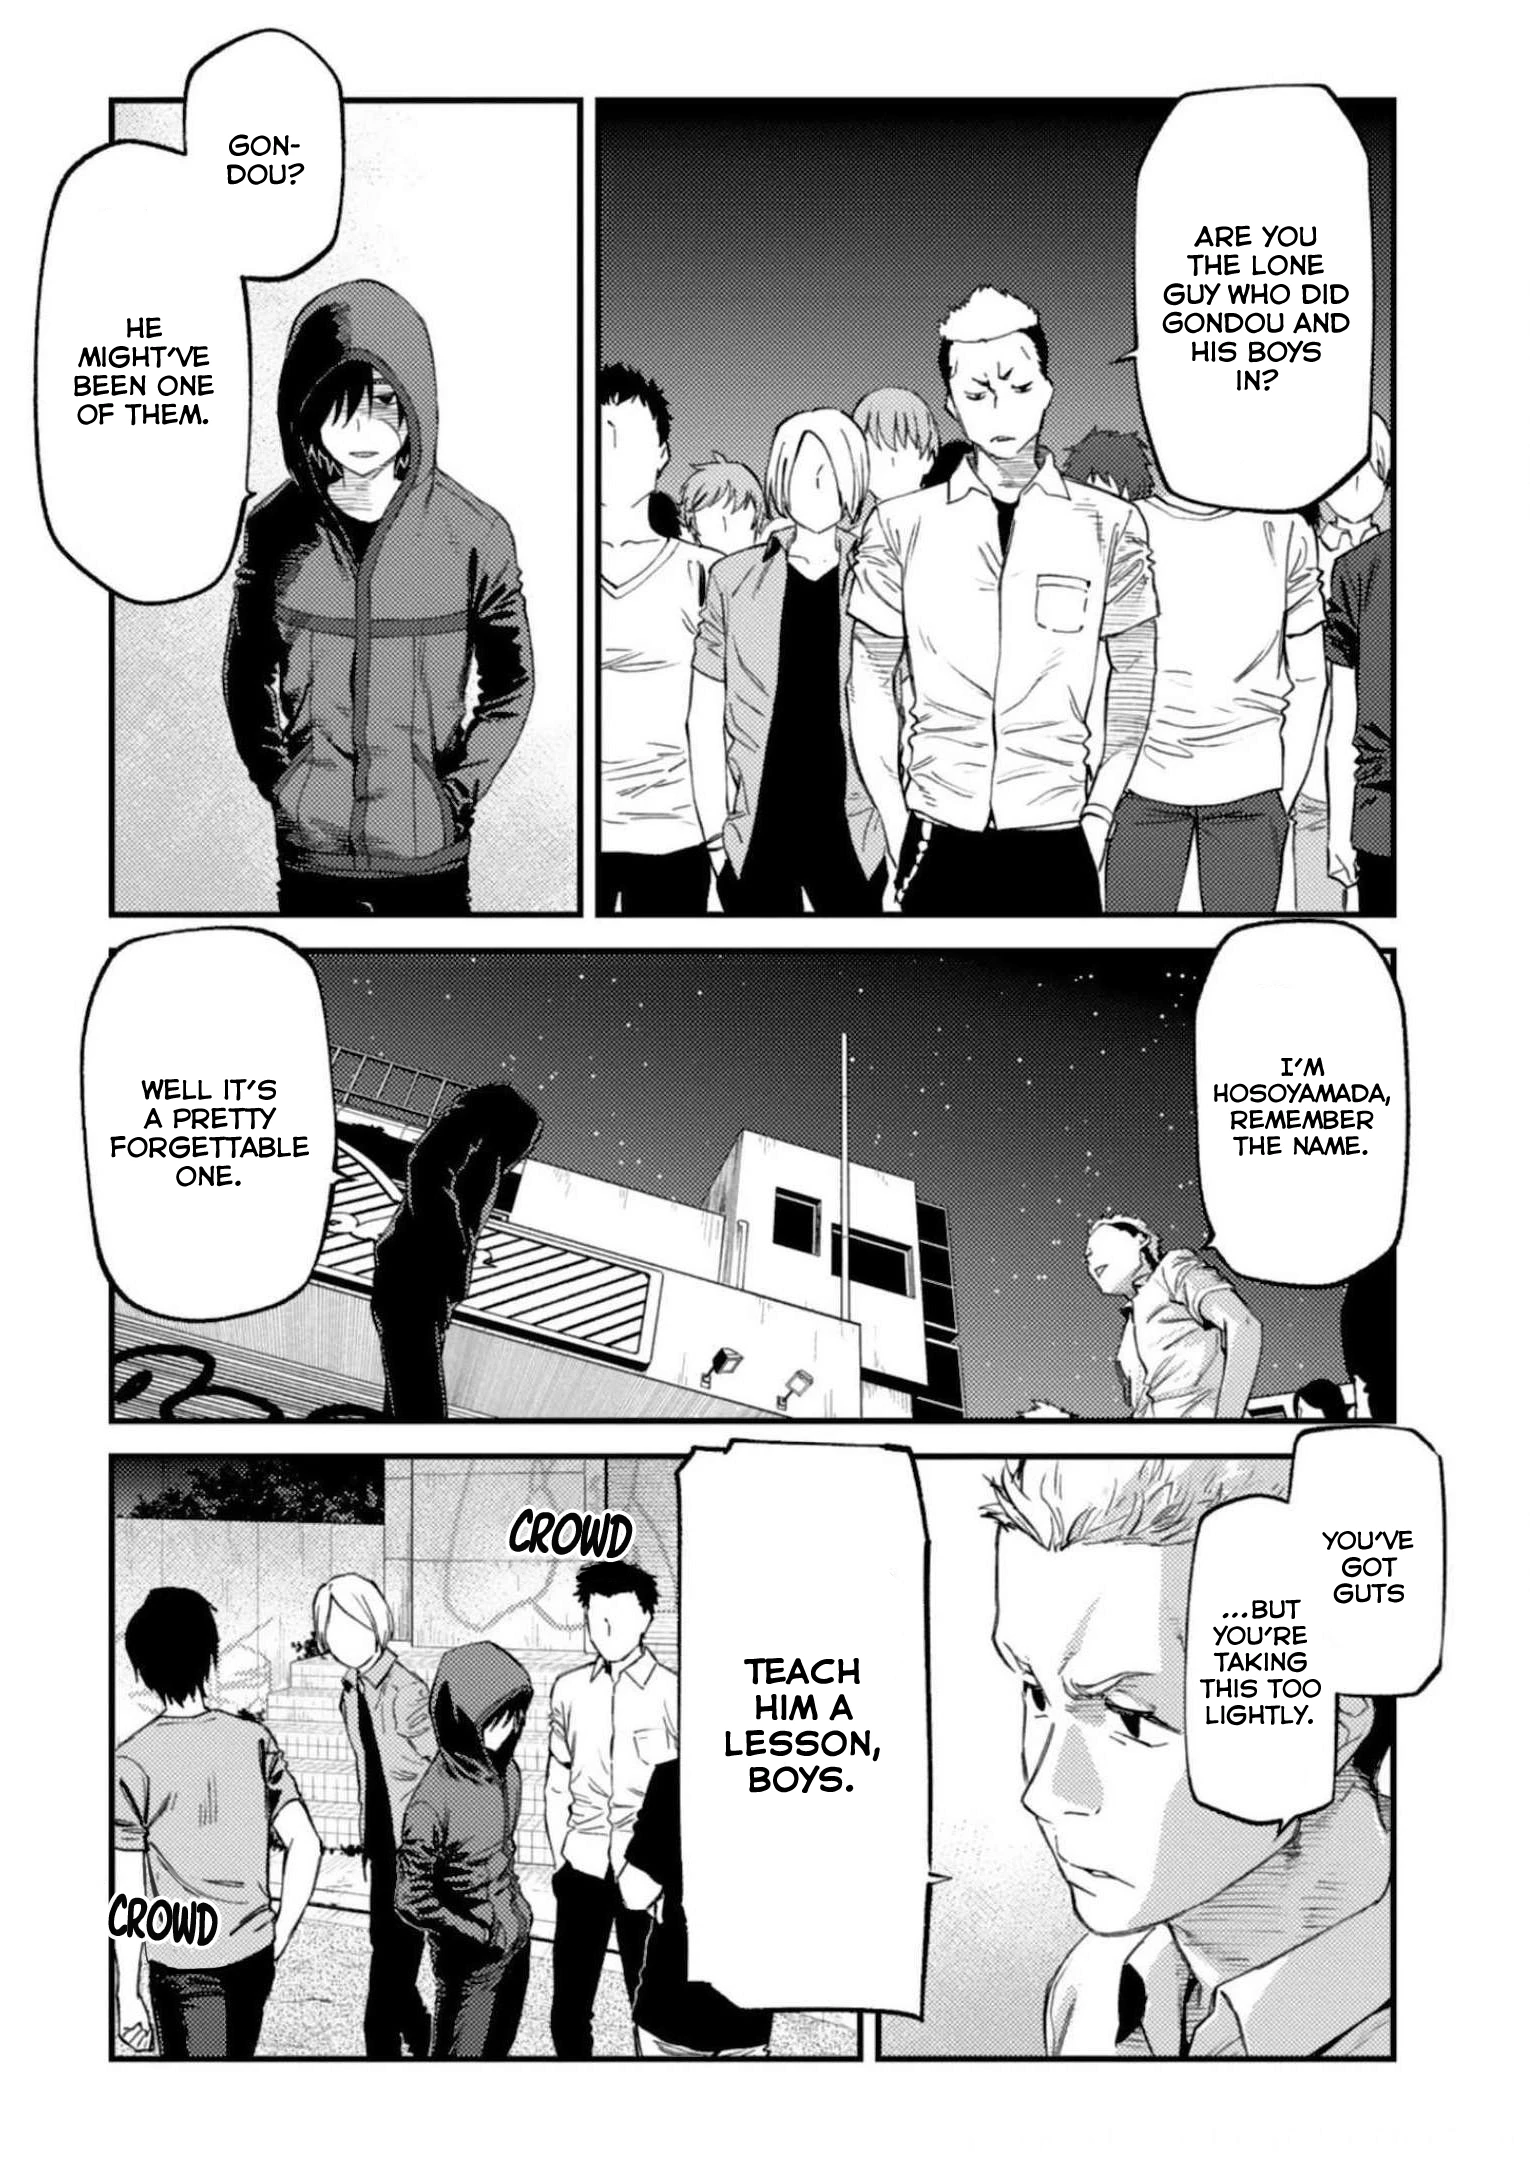 ARE YOU
THE LONE
GUY WHO DID
GONDOU AND
HIS BOYS
IN?
GON-
DOU?
HE
MIGHT'VE
BEEN ONE
OF THEM.
I'M
HOSOYAMADA,
REMEMBER
THE NAME.
WELL IT'S
A PRETTY
FORGETTABLE
ONE.
YOU'VE
GOT
GUTS
...BUT
YOU'RE
TAKING
THIS TOO
LIGHTLY.
TEACH
HIM A
LESSON,
BOYS.
CROWD
CROWD